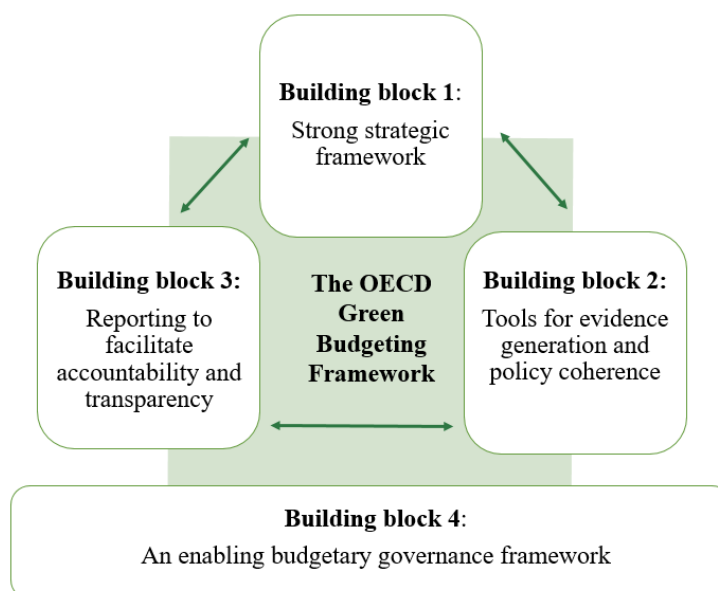 Building block 1:
Strong strategic
framework
Building block 3:
Reporting to
facilitate
accountability and
transparency
The OECD
Green
Budgeting
Framework
Building block 2:
Tools for evidence
generation and
policy coherence
Building block 4:
An enabling budgetary governance framework